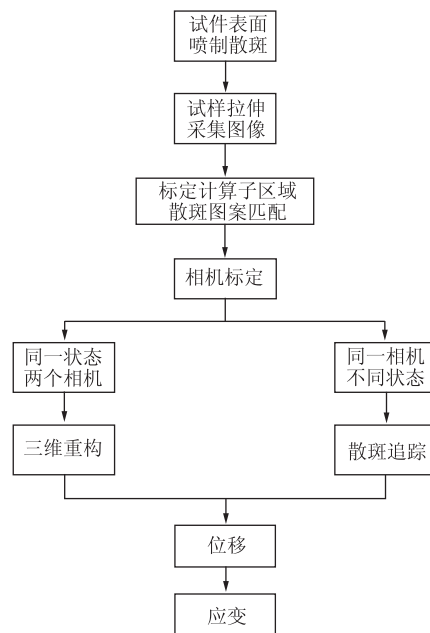 试件表面
喷制散斑
试样拉伸
采集图像
标定计算子区域
散斑图案匹配
相机标定
同一状态
两个相机
同一相机
不同状态
三维重构
散斑追踪
位移
应变